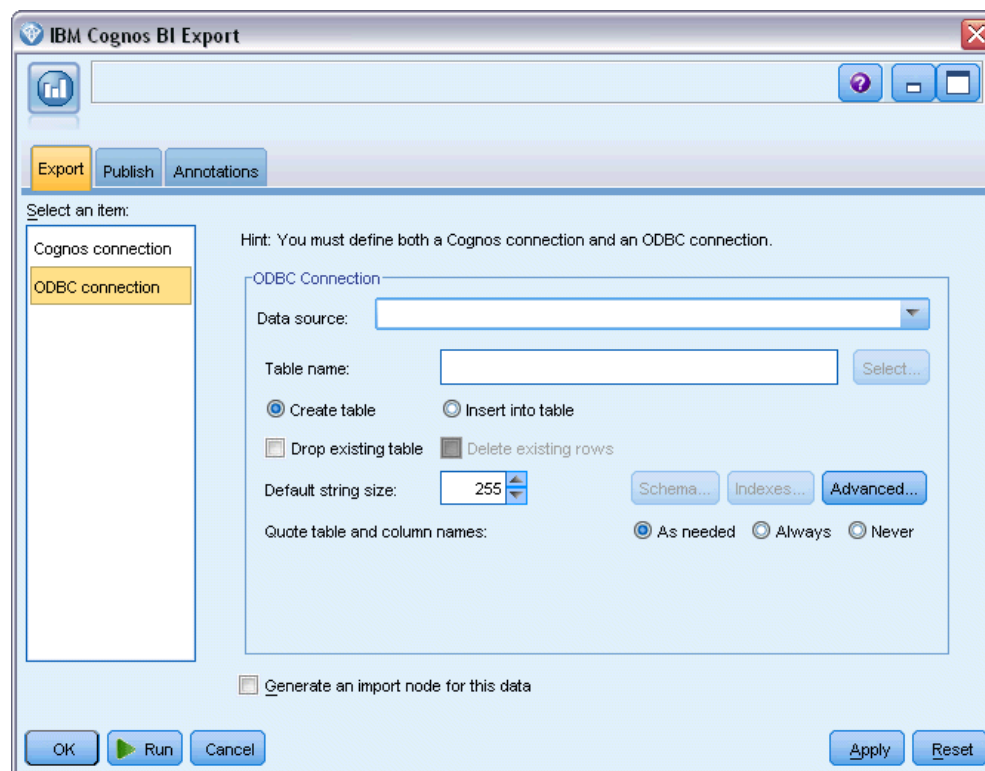 IBM Cognos BI Export
Export Publish Annotations
Select an item:
Cognos connection
ODBC connection
Hint: You must define both a Cognos connection and an ODBC connection.
ODBC Connection
Data source:
Table name: Select...
Create table Insert into table
Drop existing table Delete existing rows
Default string size: 255 Schema... Indexes... Advanced...
Quote table and column names: As needed Always Never
Generate an import node for this data
OK Run Cancel Apply Reset